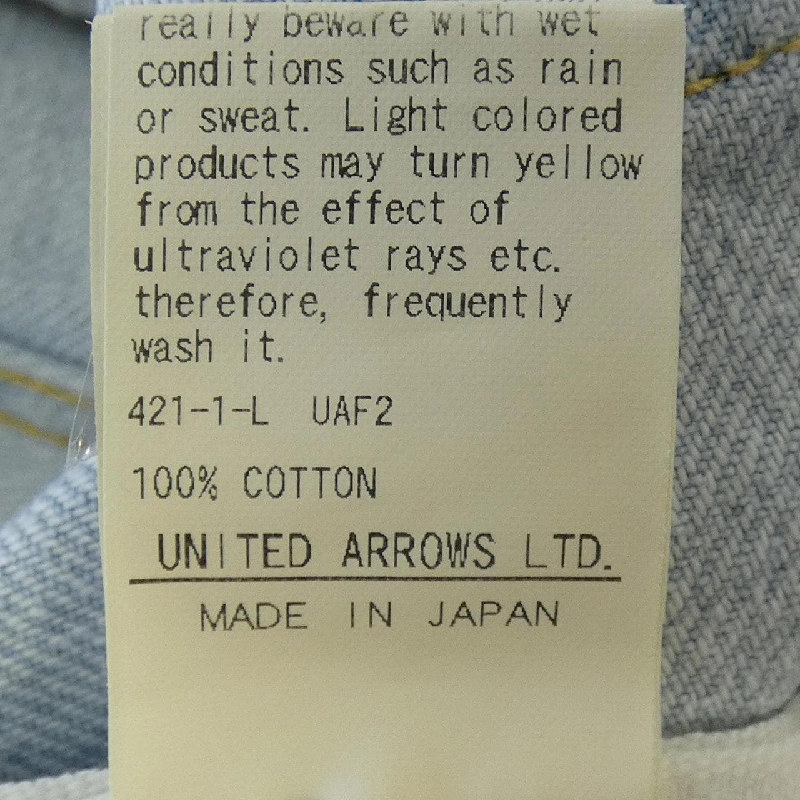 really beware with wet
conditions such as rain
or sweat. Light colored
products may turn yellow
from the effect of
ultraviolet rays etc.
therefore, frequently
wash it.
421-1-L UAF2
100% COTTON
UNITED ARROWS LTD.
MADE IN JAPAN